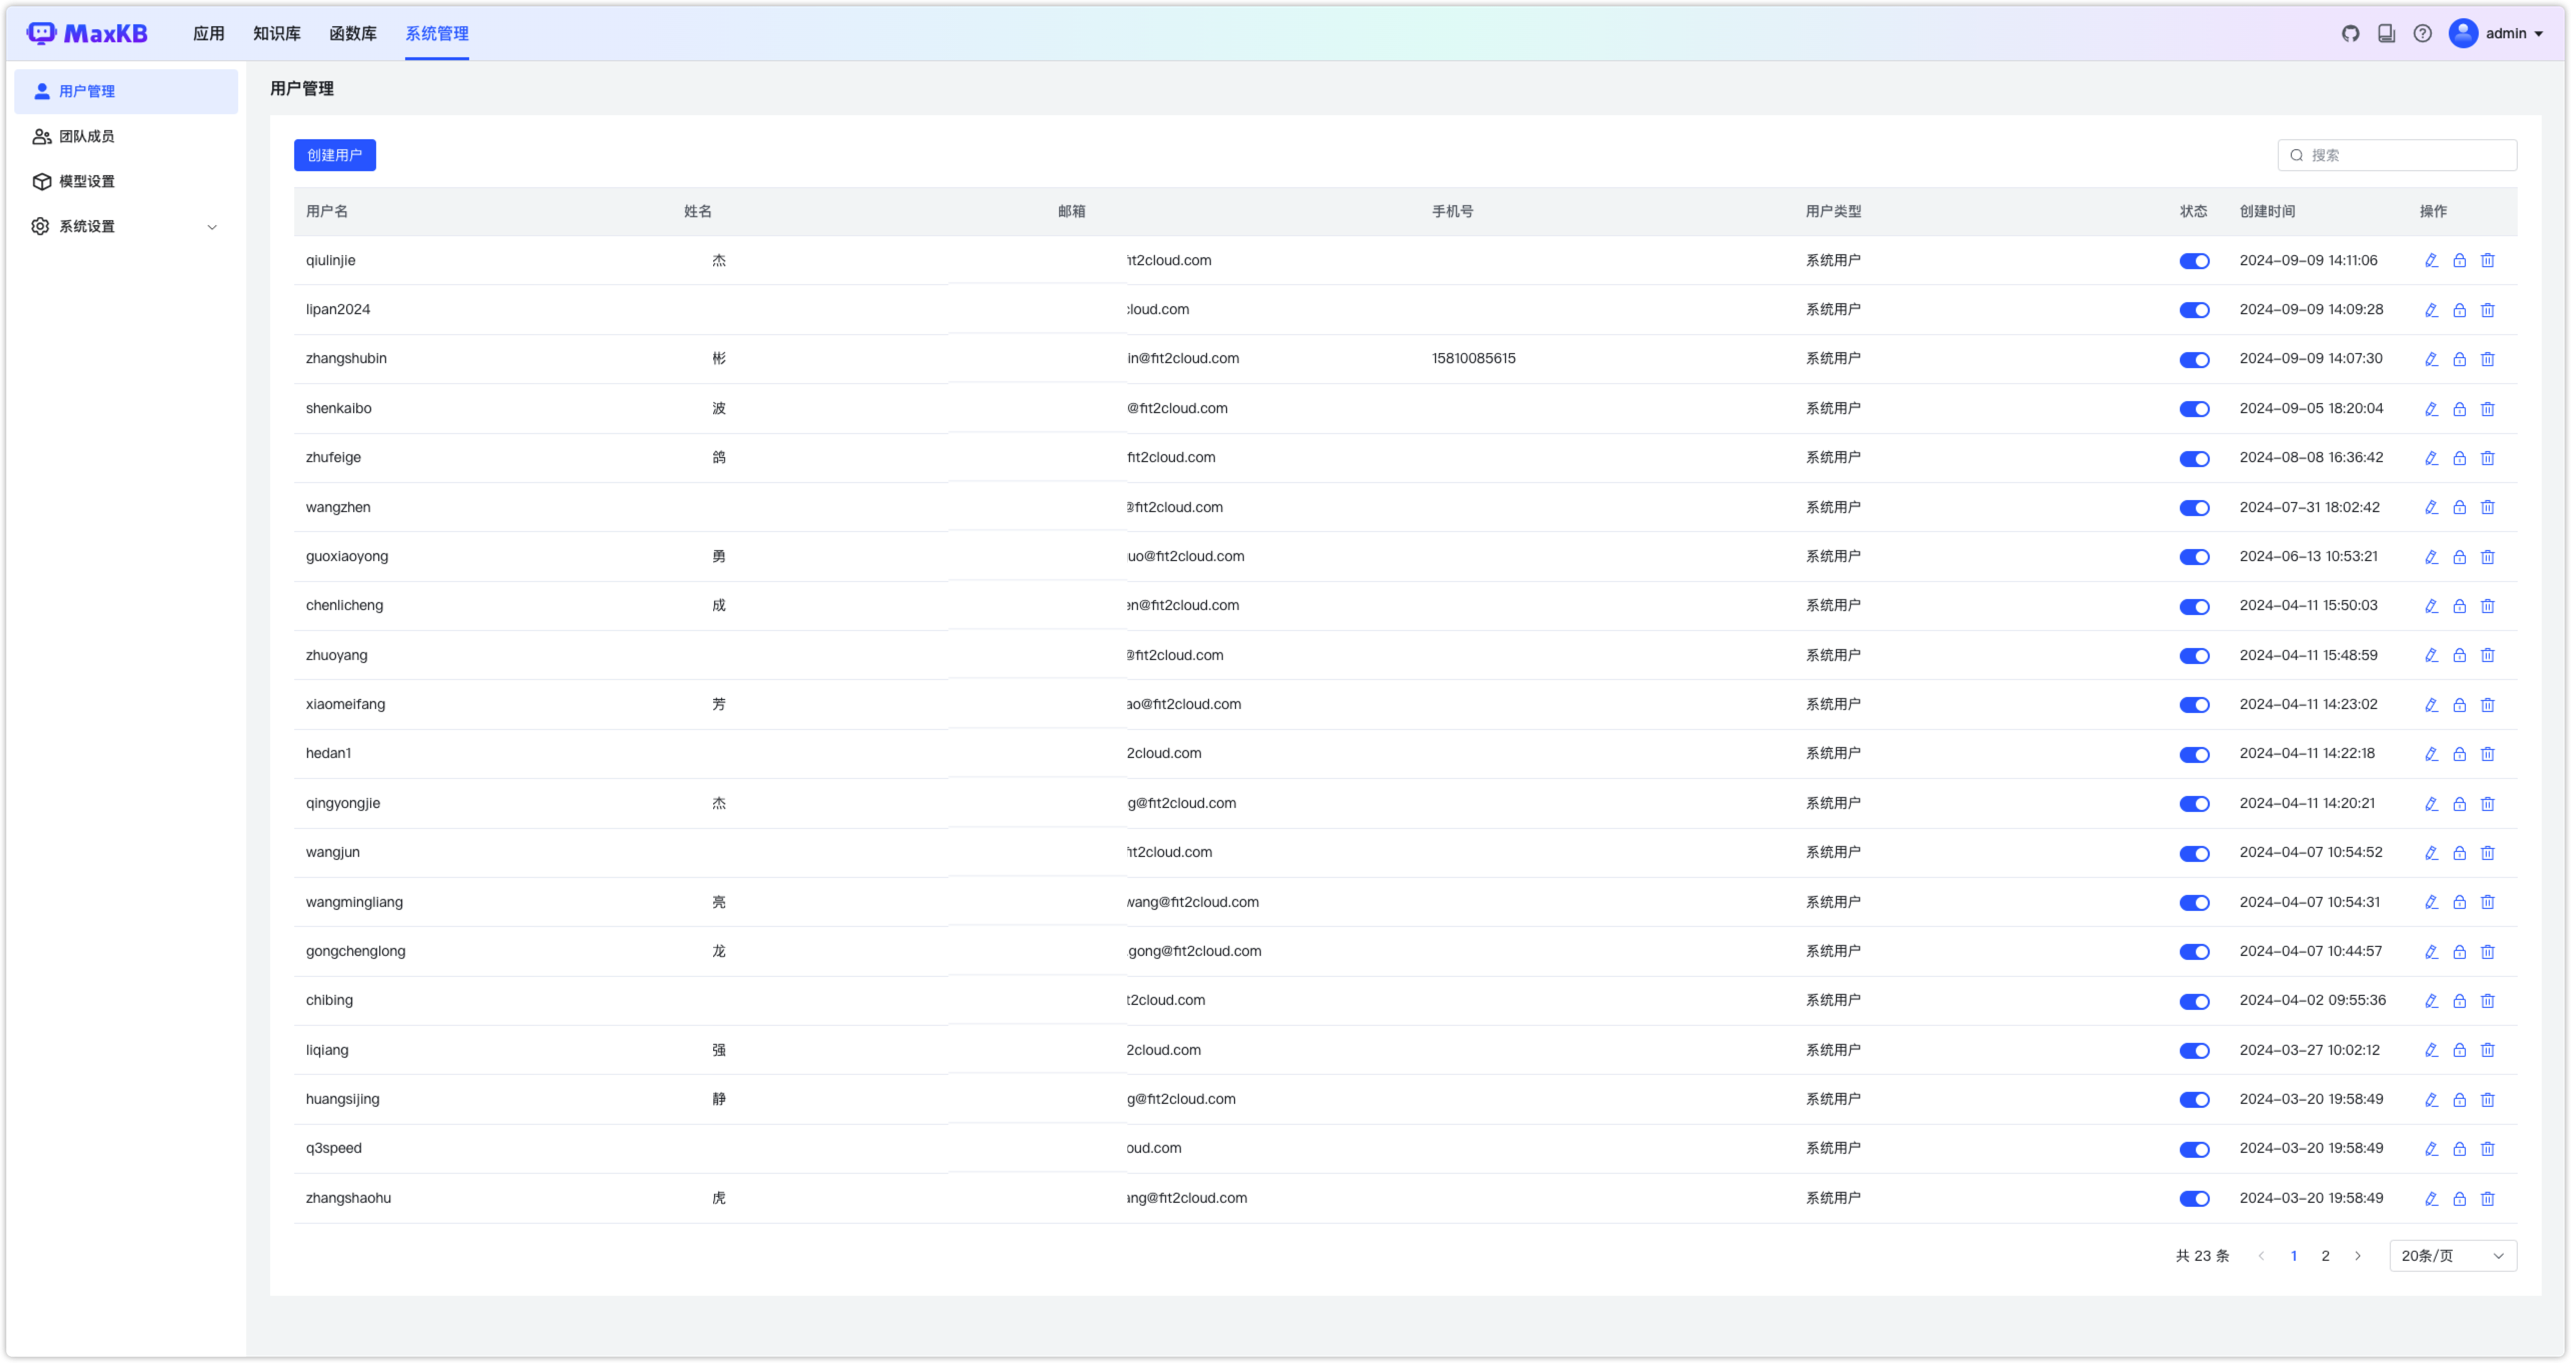 MaxKB 应用 知识库 函数库 系统管理 admin
用户管理
团队成员
模型设置
系统设置
用户管理
创建用户 搜索
用户名 姓名 邮箱 手机号 用户类型 状态 创建时间 操作
qiulinjie 杰 it2cloud.com 系统用户 2024-09-09 14:11:06
lipan2024 cloud.com 系统用户 2024-09-09 14:09:28
zhangshubin 彬 in@fit2cloud.com 15810085615 系统用户 2024-09-09 14:07:30
shenkaibo 波 @fit2cloud.com 系统用户 2024-09-05 18:20:04
zhufeige 鸽 fit2cloud.com 系统用户 2024-08-08 16:36:42
wangzhen @fit2cloud.com 系统用户 2024-07-31 18:02:42
guoxiaoyong 勇 uo@fit2cloud.com 系统用户 2024-06-13 10:53:21
chenlicheng 成 en@fit2cloud.com 系统用户 2024-04-11 15:50:03
zhuoyang @fit2cloud.com 系统用户 2024-04-11 15:48:59
xiaomeifang 芳 ao@fit2cloud.com 系统用户 2024-04-11 14:23:02
hedan1 2cloud.com 系统用户 2024-04-11 14:22:18
qingyongjie 杰 g@fit2cloud.com 系统用户 2024-04-11 14:20:21
wangjun it2cloud.com 系统用户 2024-04-07 10:54:52
wangmingliang 亮 wang@fit2cloud.com 系统用户 2024-04-07 10:54:31
gongchenglong 龙 .gong@fit2cloud.com 系统用户 2024-04-07 10:44:57
chibing t2cloud.com 系统用户 2024-04-02 09:55:36
liqiang 强 2cloud.com 系统用户 2024-03-27 10:02:12
huangsijing 静 g@fit2cloud.com 系统用户 2024-03-20 19:58:49
q3speed oud.com 系统用户 2024-03-20 19:58:49
zhangshaohu 虎 ang@fit2cloud.com 系统用户 2024-03-20 19:58:49
共 23 条 1 2 20条/页